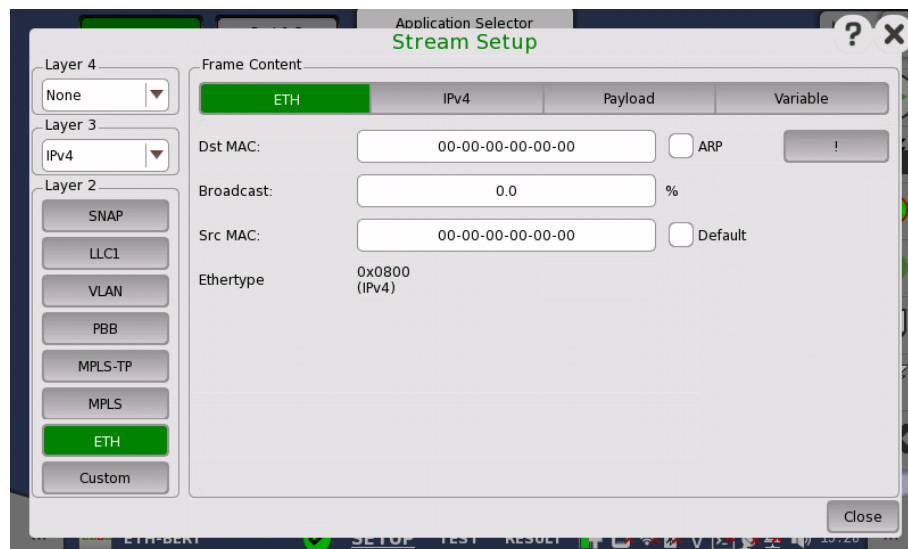 Application Selector
Stream Setup
?
Layer 4
None
Layer 3
IPv4
Layer 2
SNAP
LLC1
VLAN
PBB
MPLS-TP
MPLS
ETH
Custom
Frame Content
ETH IPv4 Payload Variable
Dst MAC: 00-00-00-00-00-00 ARP !
Broadcast: 0.0 %
Src MAC: 00-00-00-00-00-00 Default
Ethertype 0x0800
(IPv4)
Close
ETH-BERT SETUP TEST RESULT 15:28